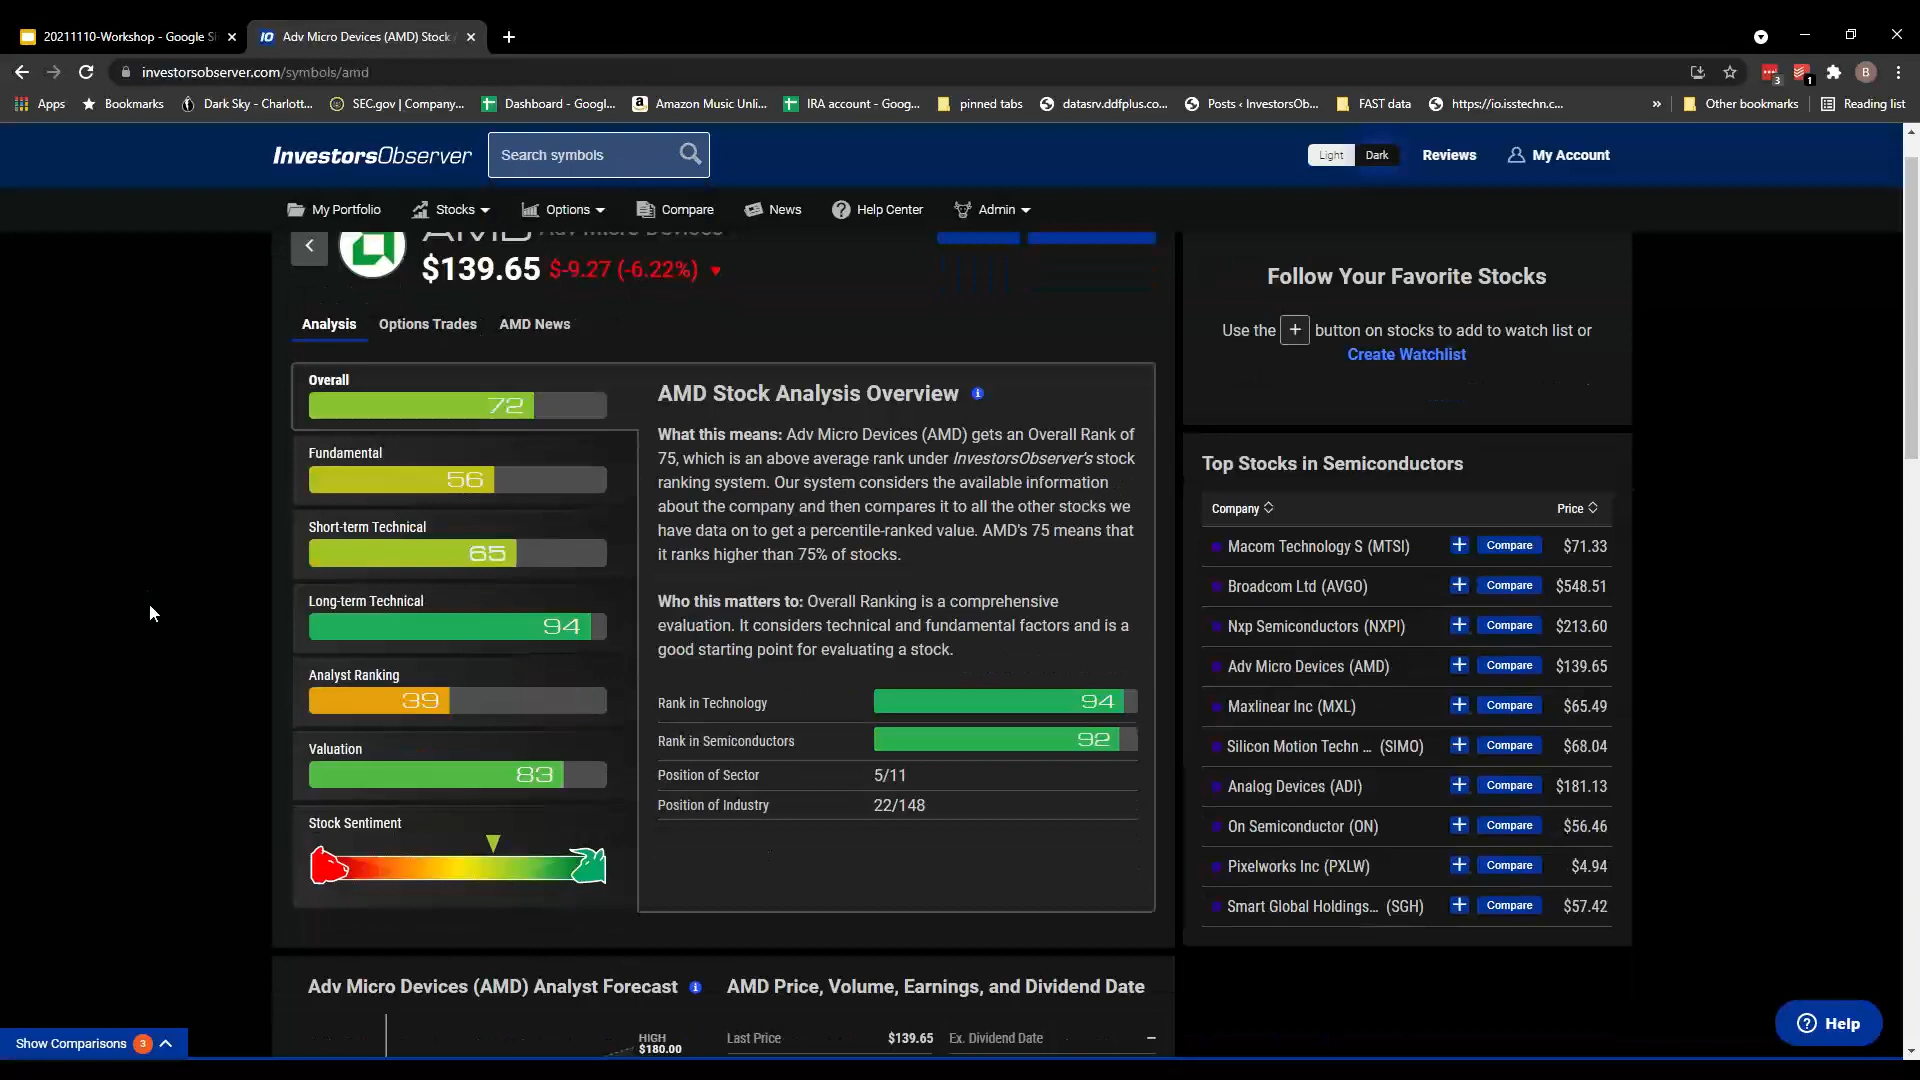 20211110-Workshop - Google Sl
Adv Micro Devices (AMD) Stock
investorsobserver.com/symbols/amd
3
1
B
Apps
Bookmarks
Dark Sky - Charlott...
SEC.gov | Company...
Dashboard - Googl...
Amazon Music Unli...
IRA account - Goog...
pinned tabs
datasrv.ddfplus.co...
Posts ‹ InvestorsOb...
FAST data
https://io.isstechn.c...
»
Other bookmarks
Reading list
InvestorsObserver
Search symbols
Light
Dark
Reviews
My Account
My Portfolio
Stocks
Options
Compare
News
Help Center
Admin
AMD Adv Micro Devices
$139.65 $-9.27 (-6.22%)
Analysis
Options Trades
AMD News
Overall
72
Fundamental
56
Short-term Technical
65
Long-term Technical
94
Analyst Ranking
39
Valuation
83
Stock Sentiment
AMD Stock Analysis Overview
What this means: Adv Micro Devices (AMD) gets an Overall Rank of
75, which is an above average rank under InvestorsObserver's stock
ranking system. Our system considers the available information
about the company and then compares it to all the other stocks we
have data on to get a percentile-ranked value. AMD's 75 means that
it ranks higher than 75% of stocks.
Who this matters to: Overall Ranking is a comprehensive
evaluation. It considers technical and fundamental factors and is a
good starting point for evaluating a stock.
Rank in Technology 94
Rank in Semiconductors 92
Position of Sector 5/11
Position of Industry 22/148
Follow Your Favorite Stocks
Use the + button on stocks to add to watch list or
Create Watchlist
Top Stocks in Semiconductors
Company Price
Macom Technology S (MTSI) + Compare $71.33
Broadcom Ltd (AVGO) + Compare $548.51
Nxp Semiconductors (NXPI) + Compare $213.60
Adv Micro Devices (AMD) + Compare $139.65
Maxlinear Inc (MXL) + Compare $65.49
Silicon Motion Techn ... (SIMO) + Compare $68.04
Analog Devices (ADI) + Compare $181.13
On Semiconductor (ON) + Compare $56.46
Pixelworks Inc (PXLW) + Compare $4.94
Smart Global Holdings... (SGH) + Compare $57.42
Adv Micro Devices (AMD) Analyst Forecast
HIGH
$180.00
AMD Price, Volume, Earnings, and Dividend Date
Last Price $139.65 Ex. Dividend Date –
Show Comparisons 3
Help